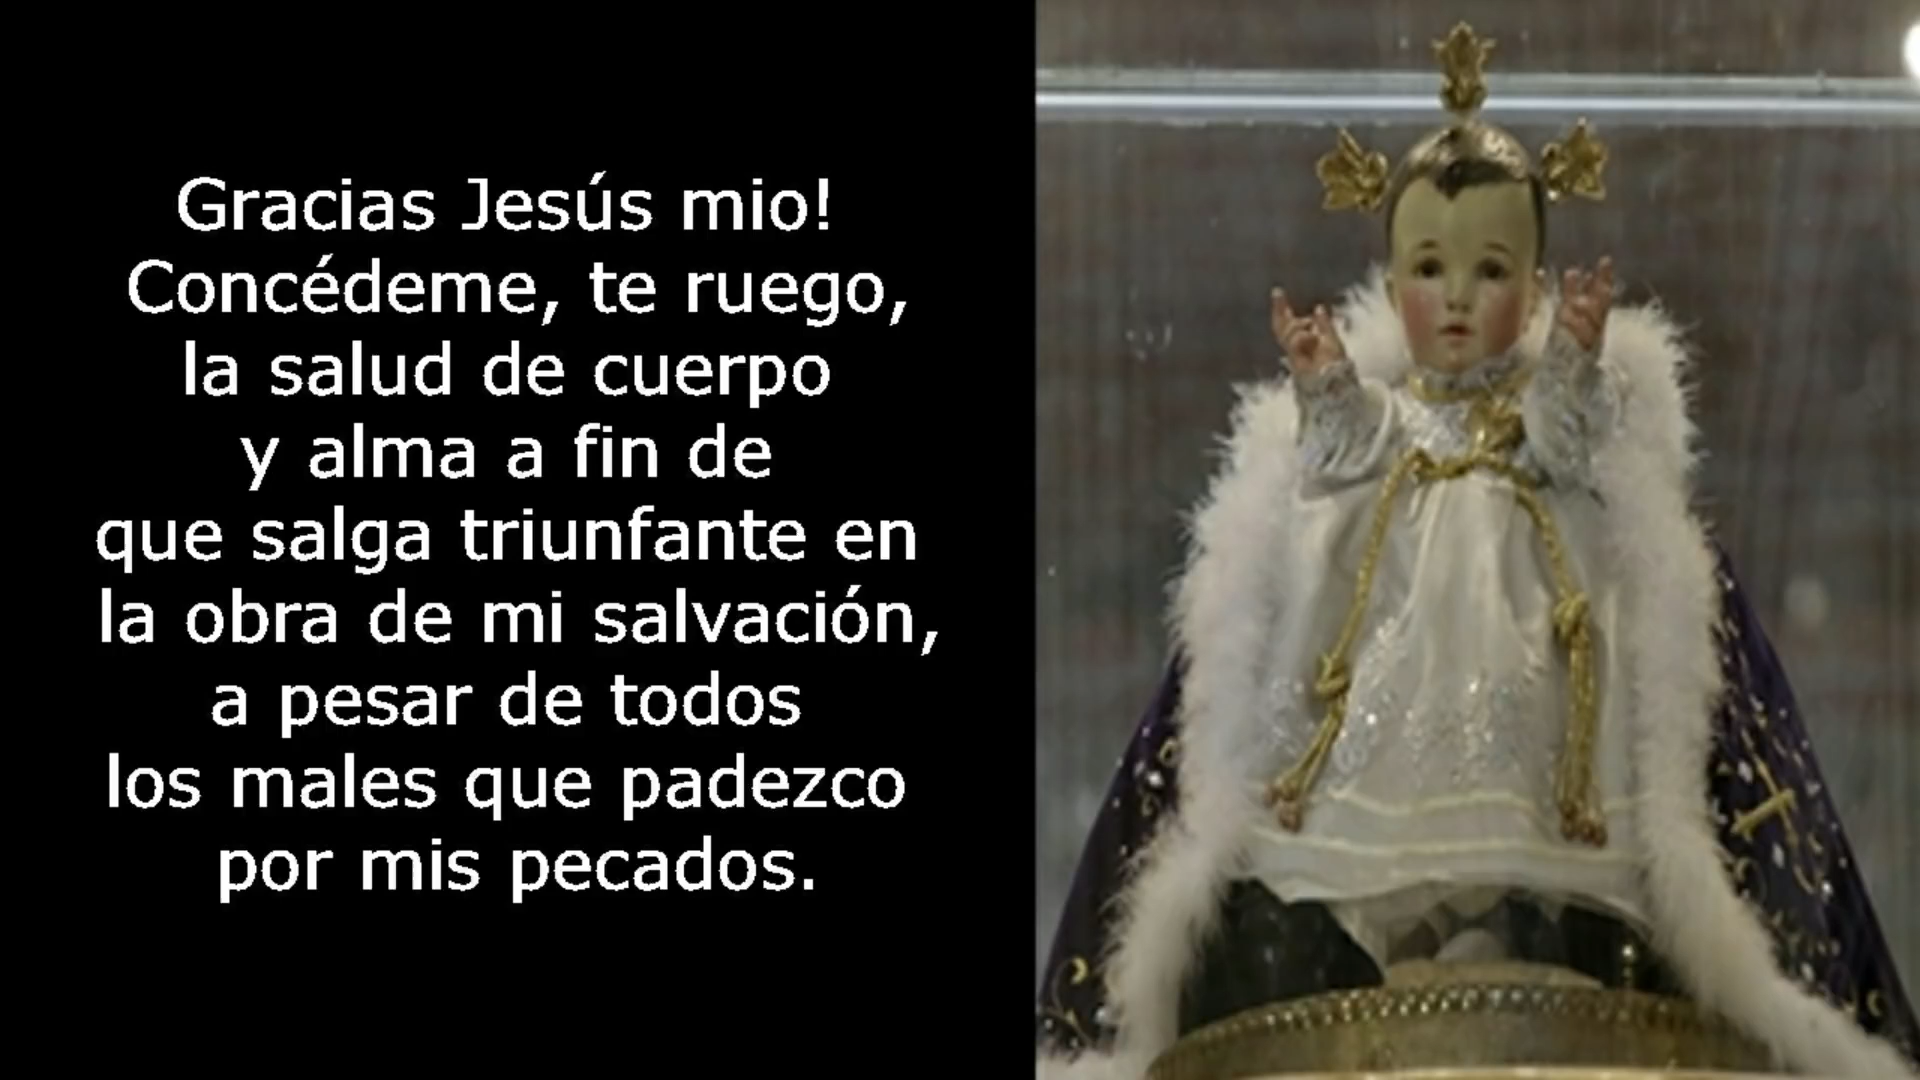 Gracias Jesús mio!
Concédeme, te ruego,
la salud de cuerpo
y alma a fin de
que salga triunfante en
la obra de mi salvación,
a pesar de todos
los males que padezco
por mis pecados.